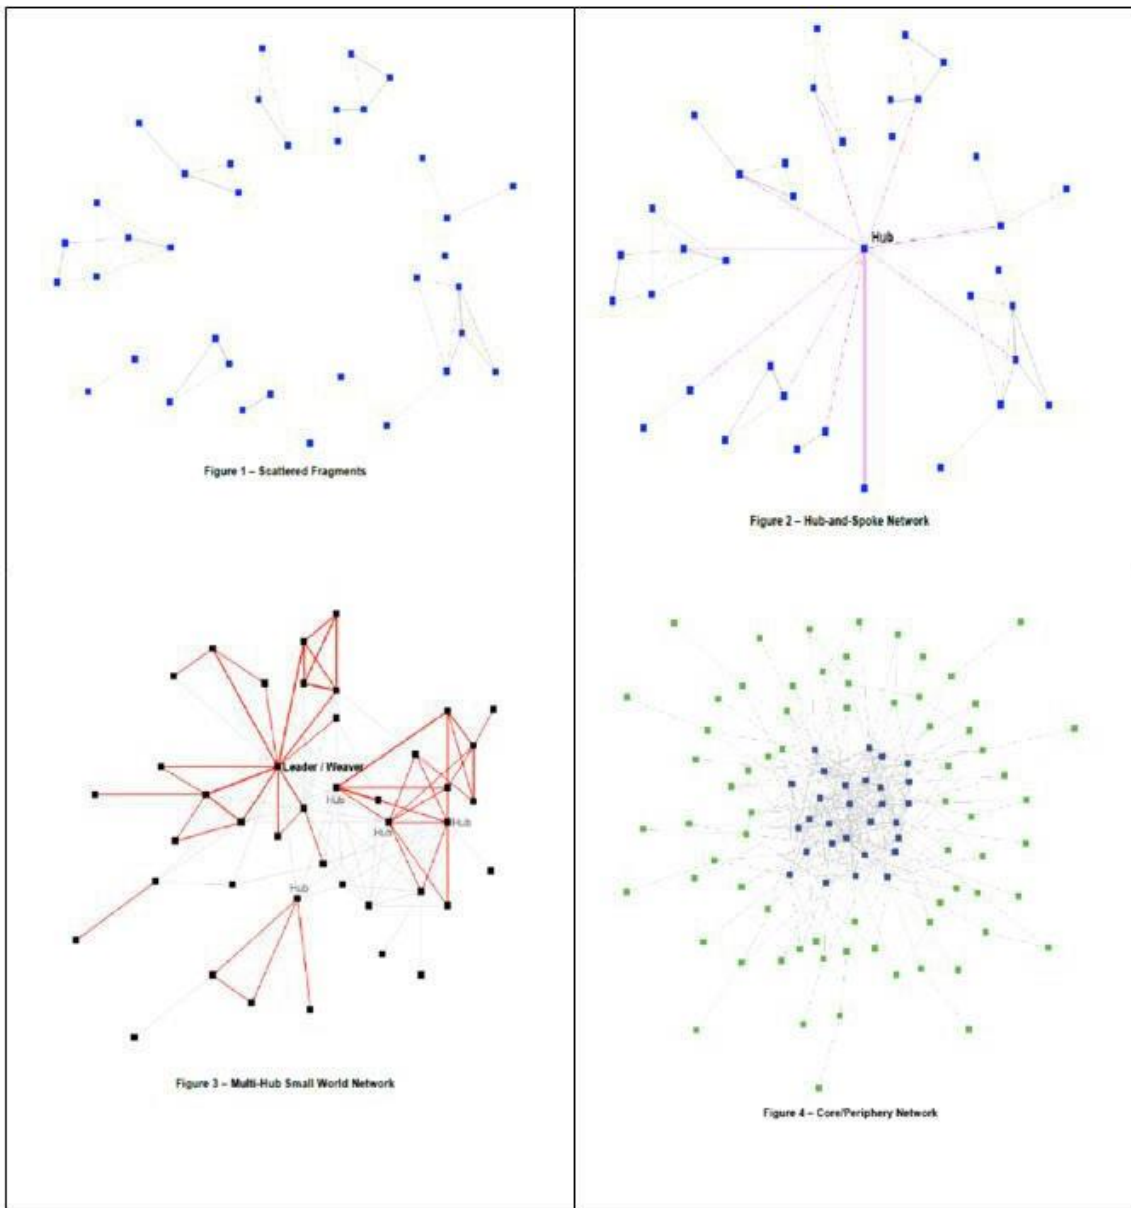 Figure 1 – Scattered Fragments
Hub
Figure 2 – Hub-and-Spoke Network
Leader / Weaver
Hub
Hub
Hub
Hub
Figure 3 – Multi-Hub Small World Network
Figure 4 – Core/Periphery Network